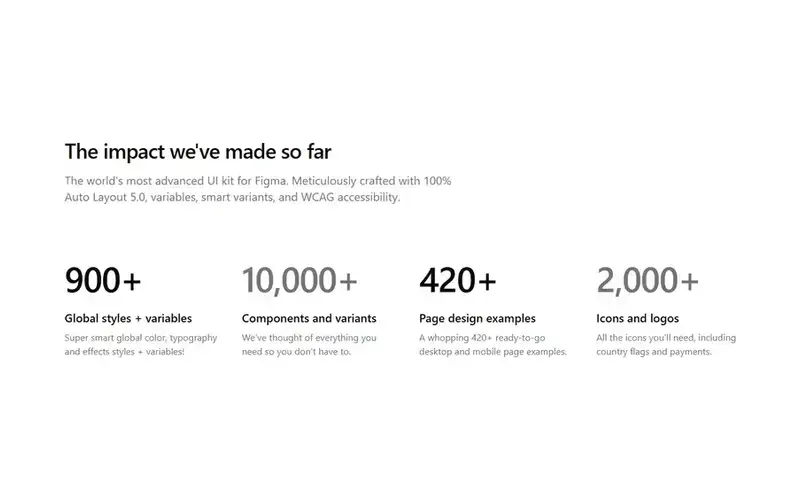 The impact we've made so far
The world's most advanced UI kit for Figma. Meticulously crafted with 100%
Auto Layout 5.0, variables, smart variants, and WCAG accessibility.
900+
Global styles + variables
Super smart global color, typography
and effects styles + variables!
10,000+
Components and variants
We've thought of everything you
need so you don't have to.
420+
Page design examples
A whopping 420+ ready-to-go
desktop and mobile page examples.
2,000+
Icons and logos
All the icons you'll need, including
country flags and payments.